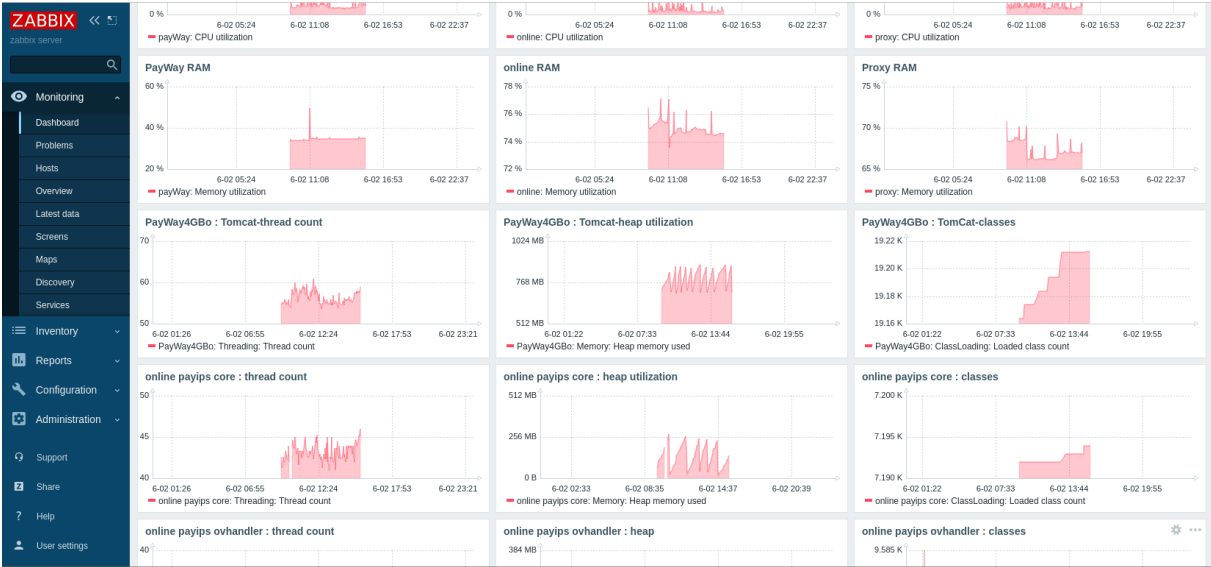 ZABBIX
zabbix server
Monitoring
Dashboard
Problems
Hosts
Overview
Latest data
Screens
Maps
Discovery
Services
Inventory
Reports
Configuration
Administration
Support
Z Share
? Help
User settings
0 %
6-02 05:24 6-02 11:08 6-02 16:53 6-02 22:37
payWay: CPU utilization
0 %
6-02 05:24 6-02 11:08 6-02 16:53 6-02 22:37
online: CPU utilization
0 %
6-02 05:24 6-02 11:08 6-02 16:53 6-02 22:37
proxy: CPU utilization
PayWay RAM
60 %
40 %
20 %
6-02 05:24 6-02 11:08 6-02 16:53 6-02 22:37
payWay: Memory utilization
online RAM
78 %
76 %
74 %
72 %
6-02 05:24 6-02 11:08 6-02 16:53 6-02 22:37
online: Memory utilization
Proxy RAM
75 %
70 %
65 %
6-02 05:24 6-02 11:08 6-02 16:53 6-02 22:37
proxy: Memory utilization
PayWay4GBo : Tomcat-thread count
70
60
50
6-02 01:26 6-02 06:55 6-02 12:24 6-02 17:53 6-02 23:21
PayWay4GBo: Threading: Thread count
PayWay4GBo : Tomcat-heap utilization
1024 MB
768 MB
512 MB
6-02 01:22 6-02 07:33 6-02 13:44 6-02 19:55
PayWay4GBo: Memory: Heap memory used
PayWay4GBo : TomCat-classes
19.22 K
19.20 K
19.18 K
19.16 K
6-02 01:22 6-02 07:33 6-02 13:44 6-02 19:55
PayWay4GBo: ClassLoading: Loaded class count
online payips core : thread count
50
45
40
6-02 01:26 6-02 06:55 6-02 12:24 6-02 17:53 6-02 23:21
online payips core: Threading: Thread count
online payips core : heap utilization
512 MB
256 MB
0 B
6-02 02:33 6-02 08:35 6-02 14:37 6-02 20:39
online payips core: Memory: Heap memory used
online payips core : classes
7.200 K
7.195 K
7.190 K
6-02 01:22 6-02 07:33 6-02 13:44 6-02 19:55
online payips core: ClassLoading: Loaded class count
online payips ovhandler : thread count
40
online payips ovhandler : heap
384 MB
online payips ovhandler : classes
9.585 K